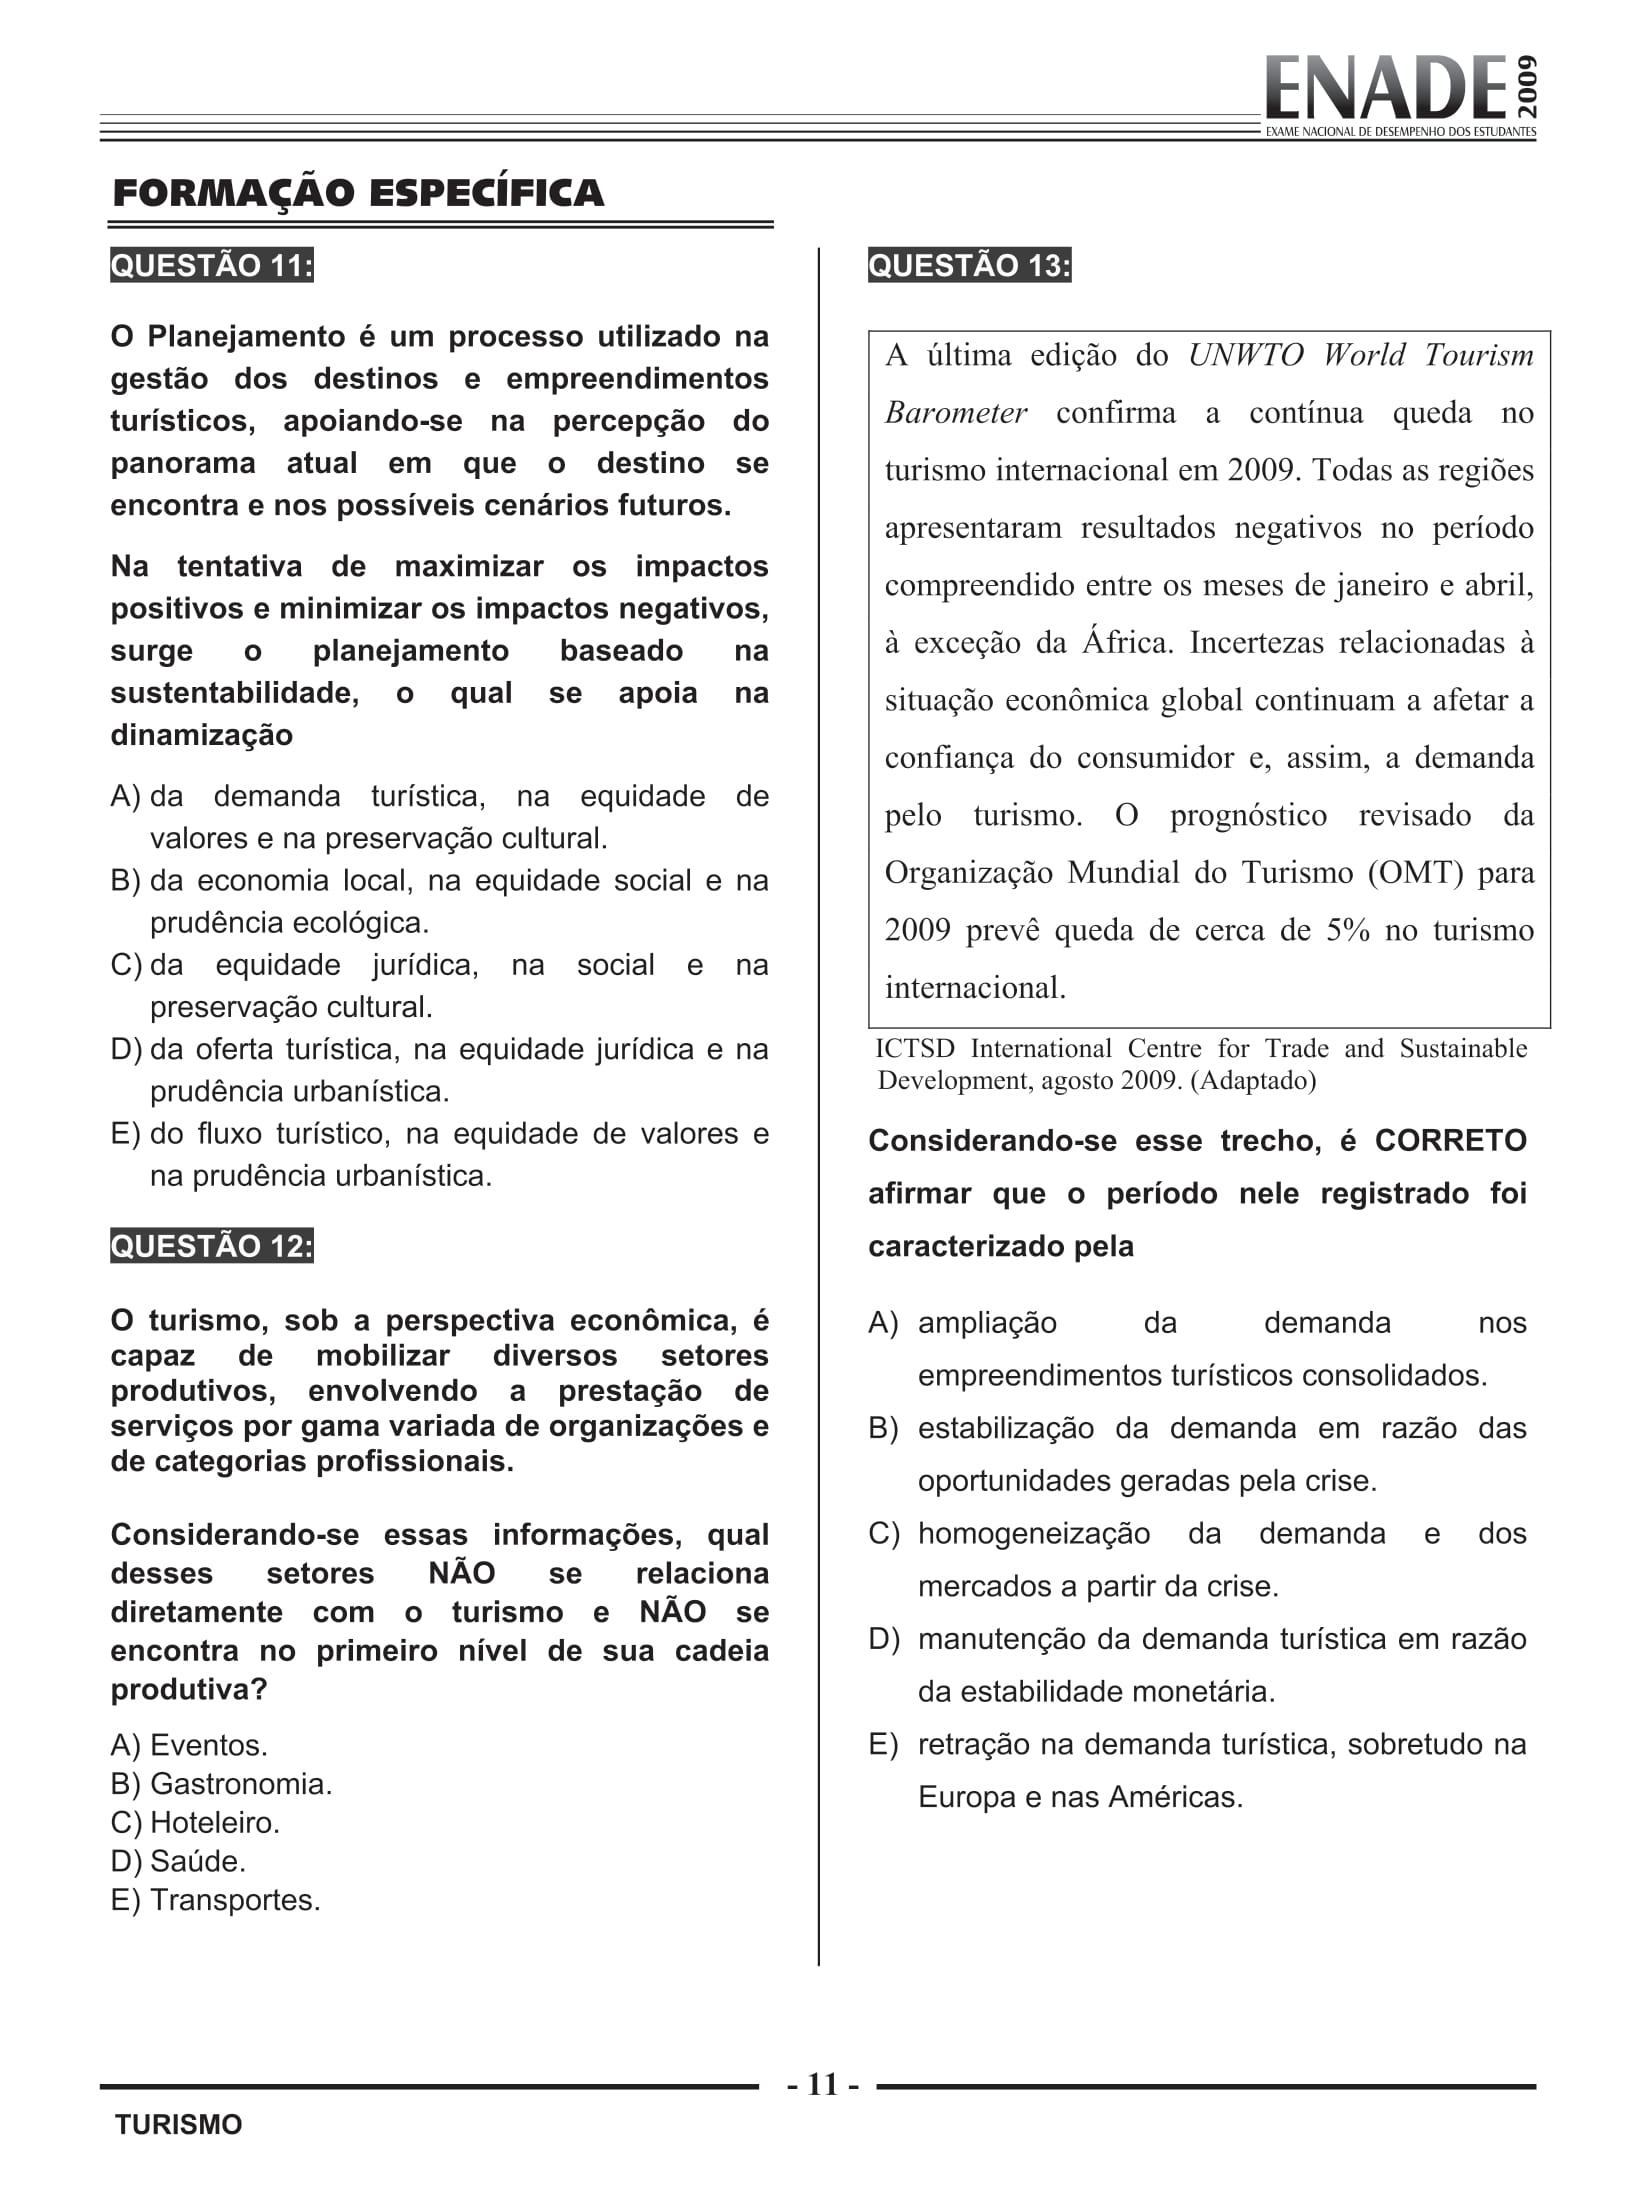 ENADE 2009
EXAME NACIONAL DE DESEMPENHO DOS ESTUDANTES
FORMAÇÃO ESPECÍFICA
QUESTÃO 11:
O Planejamento é um processo utilizado na
gestão dos destinos e empreendimentos
turísticos, apoiando-se na percepção do
panorama atual em que o destino se
encontra e nos possíveis cenários futuros.
Na tentativa de maximizar os impactos
positivos e minimizar os impactos negativos,
surge o planejamento baseado na
sustentabilidade, o qual se apoia na
dinamização
A) da demanda turística, na equidade de
valores e na preservação cultural.
B) da economia local, na equidade social e na
prudência ecológica.
C) da equidade jurídica, na social e na
preservação cultural.
D) da oferta turística, na equidade jurídica e na
prudência urbanística.
E) do fluxo turístico, na equidade de valores e
na prudência urbanística.
QUESTÃO 12:
O turismo, sob a perspectiva econômica, é
capaz de mobilizar diversos setores
produtivos, envolvendo a prestação de
serviços por gama variada de organizações e
de categorias profissionais.
Considerando-se essas informações, qual
desses setores NÃO se relaciona
diretamente com o turismo e NÃO se
encontra no primeiro nível de sua cadeia
produtiva?
A) Eventos.
B) Gastronomia.
C) Hoteleiro.
D) Saúde.
E) Transportes.
QUESTÃO 13:
A última edição do UNWTO World Tourism
Barometer confirma a contínua queda no
turismo internacional em 2009. Todas as regiões
apresentaram resultados negativos no período
compreendido entre os meses de janeiro e abril,
à exceção da África. Incertezas relacionadas à
situação econômica global continuam a afetar a
confiança do consumidor e, assim, a demanda
pelo turismo. O prognóstico revisado da
Organização Mundial do Turismo (OMT) para
2009 prevê queda de cerca de 5% no turismo
internacional.
ICTSD International Centre for Trade and Sustainable
Development, agosto 2009. (Adaptado)
Considerando-se esse trecho, é CORRETO
afirmar que o período nele registrado foi
caracterizado pela
A) ampliação da demanda nos
empreendimentos turísticos consolidados.
B) estabilização da demanda em razão das
oportunidades geradas pela crise.
C) homogeneização da demanda e dos
mercados a partir da crise.
D) manutenção da demanda turística em razão
da estabilidade monetária.
E) retração na demanda turística, sobretudo na
Europa e nas Américas.
- 11 -
TURISMO